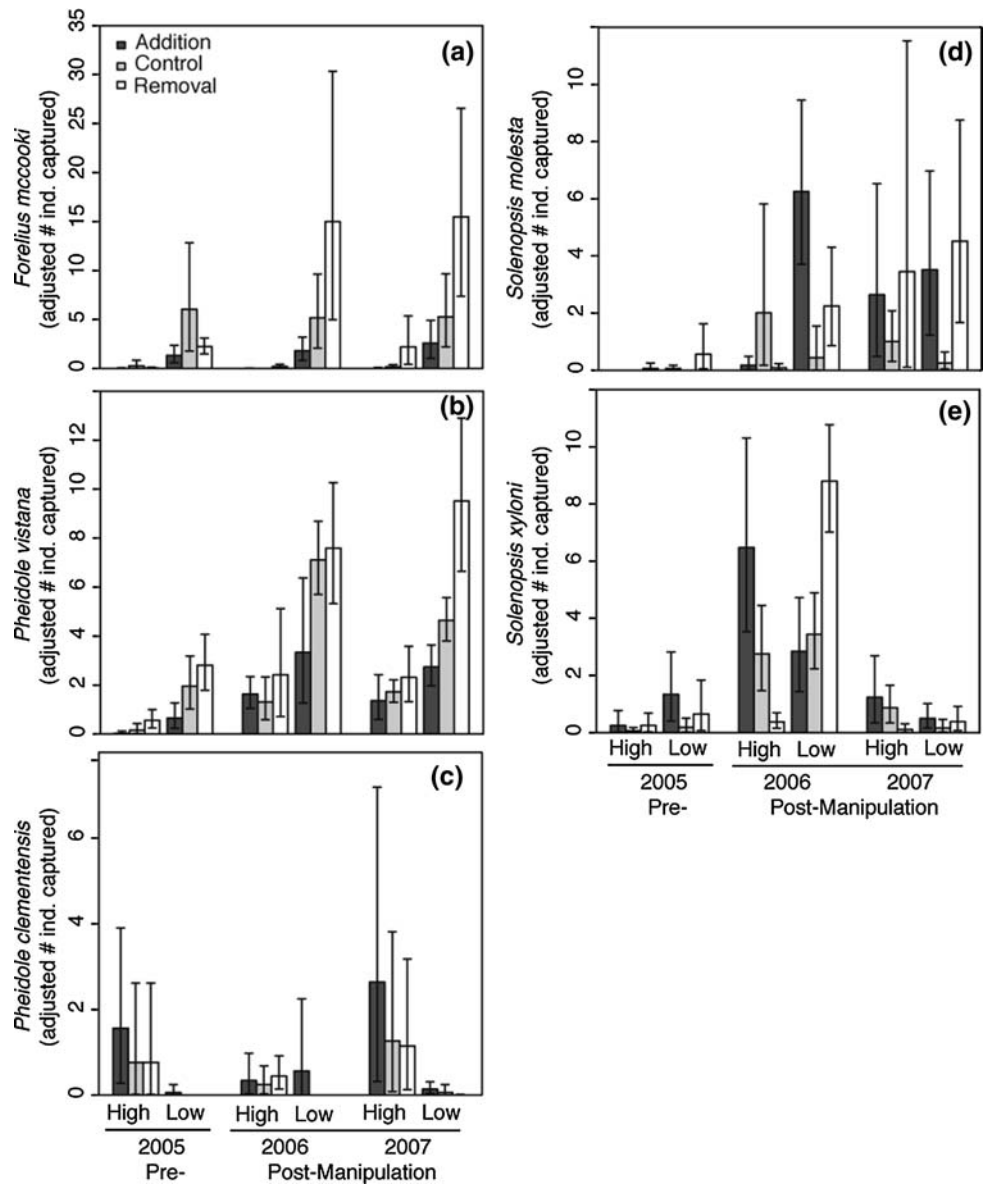 35
30
25
20
15
10
5
0
Forelius mccooki
(adjusted # ind. captured)
Addition
Control
Removal
(a)
12
8
6
4
2
0
Pheidole vistana
(adjusted # ind. captured)
(b)
6
4
2
0
Pheidole clementensis
(adjusted # ind. captured)
(c)
High Low High Low High Low
2005 2006 2007
Pre- Post-Manipulation
10
8
6
4
2
0
Solenopsis molesta
(adjusted # ind. captured)
(d)
10
8
6
4
2
0
Solenopsis xyloni
(adjusted # ind. captured)
(e)
High Low High Low High Low
2005 2006 2007
Pre- Post-Manipulation